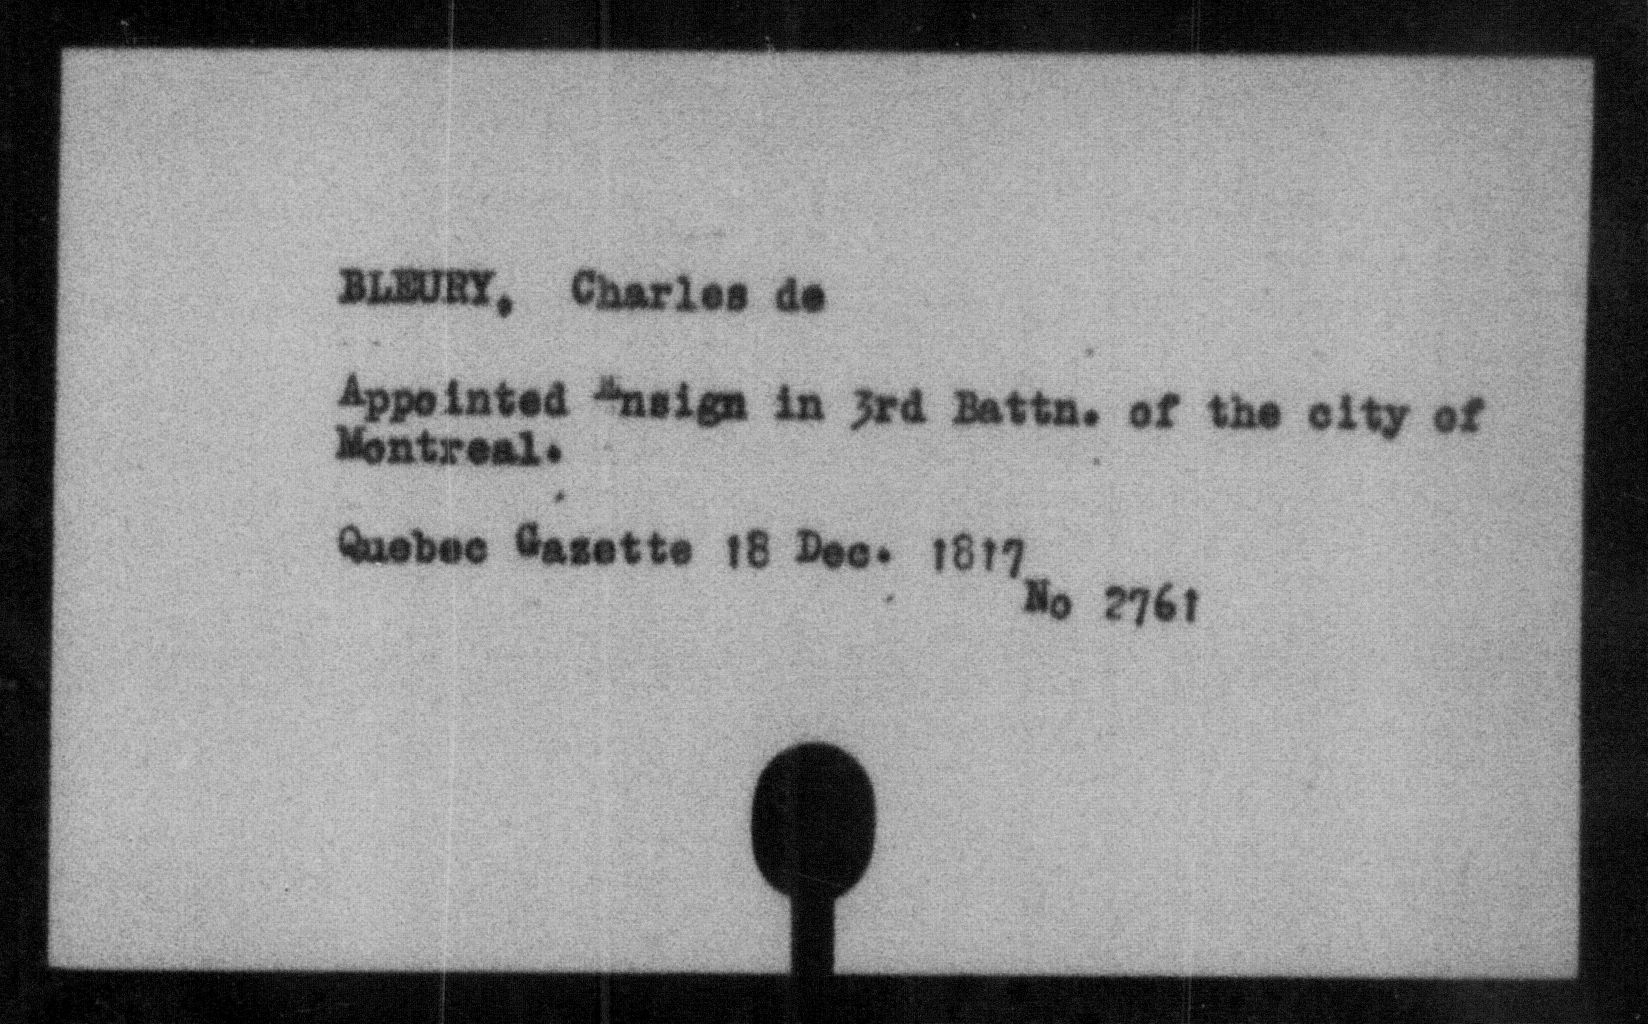 BLEURY, Charles de
Appointed Ensign in 3rd Battn. of the city of
Montreal.
Quebec Gazette 18 Dec. 1817
No 2761